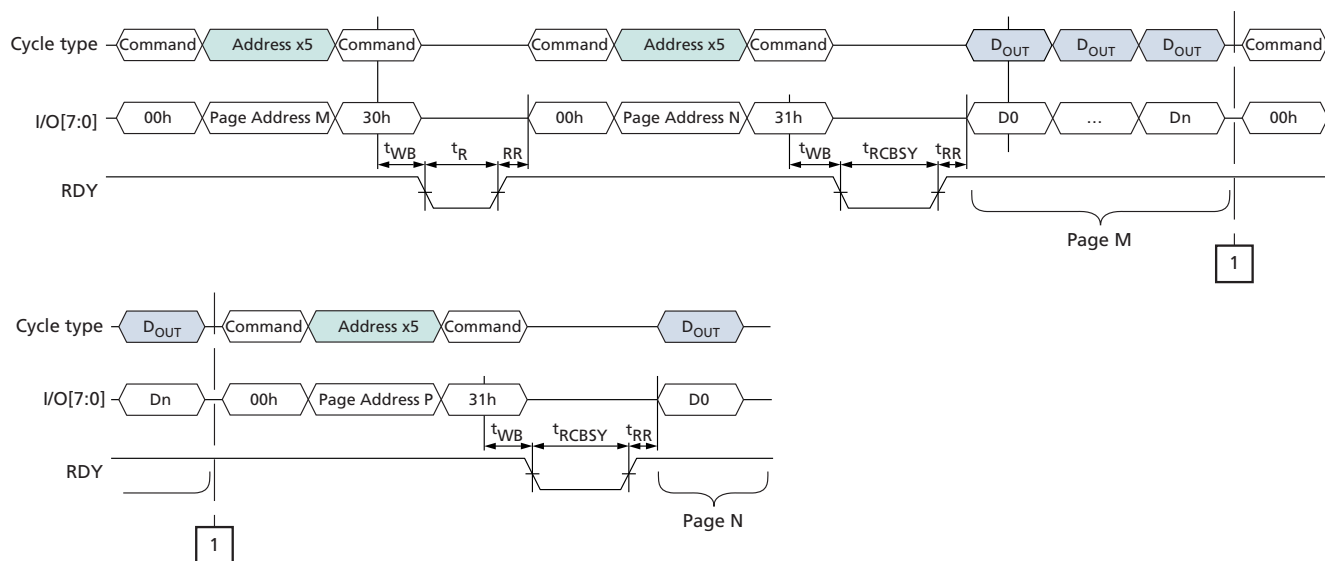 Cycle type Command Address x5 Command Command Address x5 Command DOUT DOUT DOUT Command
I/O[7:0] 00h Page Address M 30h 00h Page Address N 31h D0 … Dn 00h
tWB tR RR tWB tRCBSY tRR
RDY
Page M
1
Cycle type DOUT Command Address x5 Command DOUT
I/O[7:0] Dn 00h Page Address P 31h D0
tWB tRCBSY tRR
RDY
Page N
1